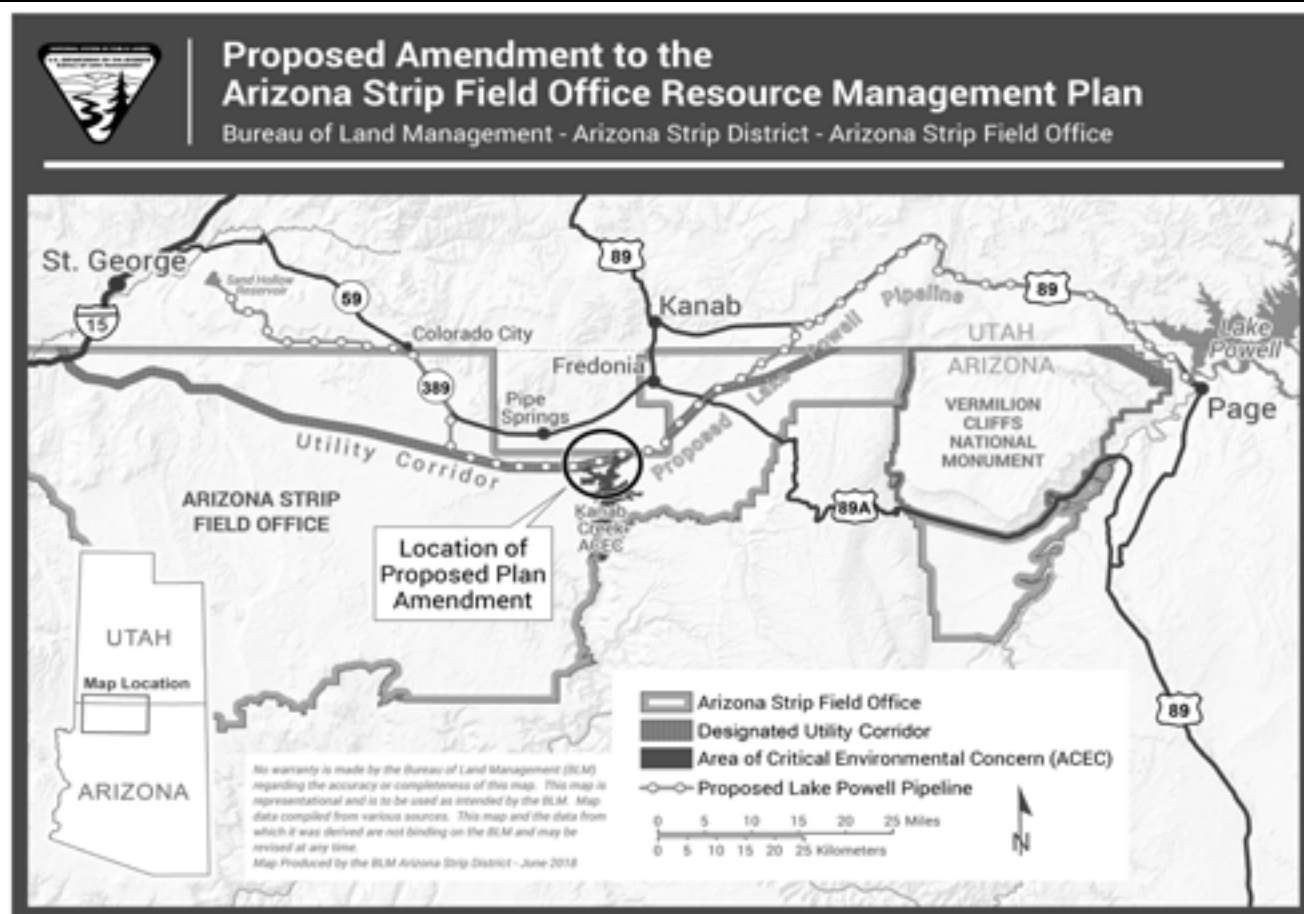 Proposed Amendment to the
Arizona Strip Field Office Resource Management Plan
Bureau of Land Management - Arizona Strip District - Arizona Strip Field Office
St. George
Sand Hollow
Reservoir
15
59
Colorado City
389
Pipe
Springs
Fredonia
89
Kanab
Proposed Lake Powell Pipeline
89
UTAH
ARIZONA
Lake
Powell
Page
VERMILION
CLIFFS
NATIONAL
MONUMENT
Utility Corridor
ARIZONA STRIP
FIELD OFFICE
Kanab
Creek
ACEC
89A
Location of
Proposed Plan
Amendment
89
UTAH
Map Location
ARIZONA
No warranty is made by the Bureau of Land Management (BLM)
regarding the accuracy or completeness of this map. This map is
representational and is to be used as intended by the BLM. Map
data compiled from various sources. This map and the data from
which it was derived are not binding on the BLM and may be
revised at any time.
Map Produced by the BLM Arizona Strip District - June 2018
Arizona Strip Field Office
Designated Utility Corridor
Area of Critical Environmental Concern (ACEC)
Proposed Lake Powell Pipeline
0 5 10 15 20 25 Miles
0 5 10 15 20 25 Kilometers
N